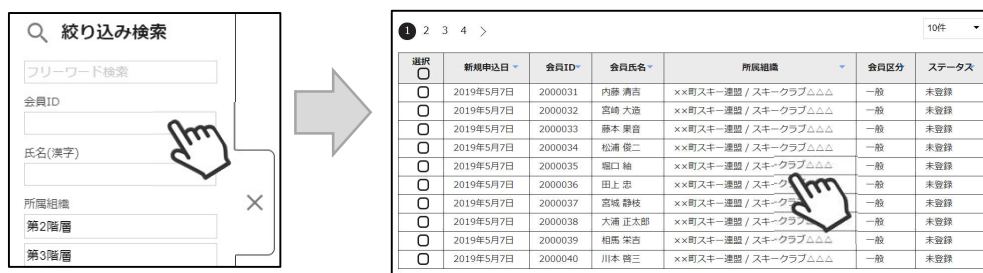 絞り込み検索
フリーワード検索
会員ID
氏名(漢字)
所属組織
第2階層
第3階層
1 2 3 4 >
10件
選択 新規申込日 会員ID 会員氏名 所属組織 会員区分 ステータス
2019年5月7日 2000031 内藤 清吉 ××町スキー連盟 / スキークラブ△△△ 一般 未登録
2019年5月7日 2000032 宮崎 大造 ××町スキー連盟 / スキークラブ△△△ 一般 未登録
2019年5月7日 2000033 藤本 果音 ××町スキー連盟 / スキークラブ△△△ 一般 未登録
2019年5月7日 2000034 松浦 俊二 ××町スキー連盟 / スキークラブ△△△ 一般 未登録
2019年5月7日 2000035 堀口 紬 ××町スキー連盟 / スキークラブ△△△ 一般 未登録
2019年5月7日 2000036 田上 忠 ××町スキー連盟 / スキーク 一般 未登録
2019年5月7日 2000037 宮城 静枝 ××町スキー連盟 / スキークラブ△△△ 一般 未登録
2019年5月7日 2000038 大浦 正太郎 ××町スキー連盟 / スキークラブ 一般 未登録
2019年5月7日 2000039 相馬 栄吉 ××町スキー連盟 / スキークラブ△△△ 一般 未登録
2019年5月7日 2000040 川本 啓三 ××町スキー連盟 / スキークラブ△△△ 一般 未登録